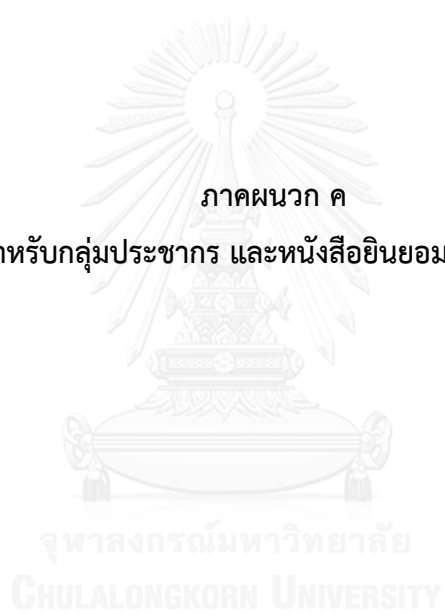 ภาคผนวก ค
หรับกลุ่มประชากร และหนังสือยินยอม
จุฬาลงกรณ์มหาวิทยาลัย
CHULALONGKORN UNIVERSITY